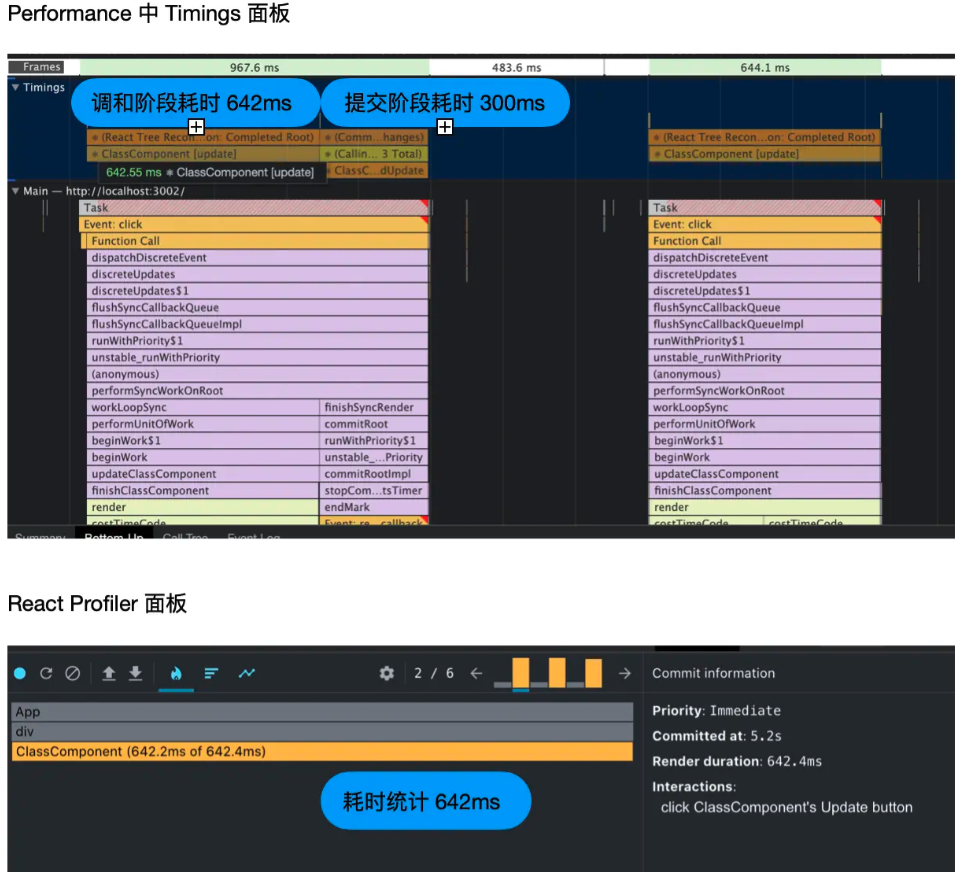 Performance 中 Timings 面板
Frames 967.6 ms 483.6 ms 644.1 ms
Timings
调和阶段耗时 642ms 提交阶段耗时 300ms
(React Tree Recon...on: Completed Root) (Comm...hanges) (React Tree Recon...on: Completed Root)
ClassComponent [update] (Callin... 3 Total) ClassComponent [update]
642.55 ms ClassComponent [update] ClassC...dUpdate
Main — http://localhost:3002/
Task Task
Event: click Event: click
Function Call Function Call
dispatchDiscreteEvent dispatchDiscreteEvent
discreteUpdates discreteUpdates
discreteUpdates$1 discreteUpdates$1
flushSyncCallbackQueue flushSyncCallbackQueue
flushSyncCallbackQueueImpl flushSyncCallbackQueueImpl
runWithPriority$1 runWithPriority$1
unstable_runWithPriority unstable_runWithPriority
(anonymous) (anonymous)
performSyncWorkOnRoot performSyncWorkOnRoot
workLoopSync finishSyncRender workLoopSync
performUnitOfWork commitRoot performUnitOfWork
beginWork$1 runWithPriority$1 beginWork$1
beginWork unstable_...Priority beginWork
updateClassComponent commitRootImpl updateClassComponent
finishClassComponent stopCom...tsTimer finishClassComponent
render endMark render
costTimeCode Event: re...callback costTimeCode costTimeCode
Summary Bottom-Up Call Tree Event Log
React Profiler 面板
2 / 6 Commit information
App
div
ClassComponent (642.2ms of 642.4ms)
耗时统计 642ms
Priority: Immediate
Committed at: 5.2s
Render duration: 642.4ms
Interactions:
click ClassComponent's Update button